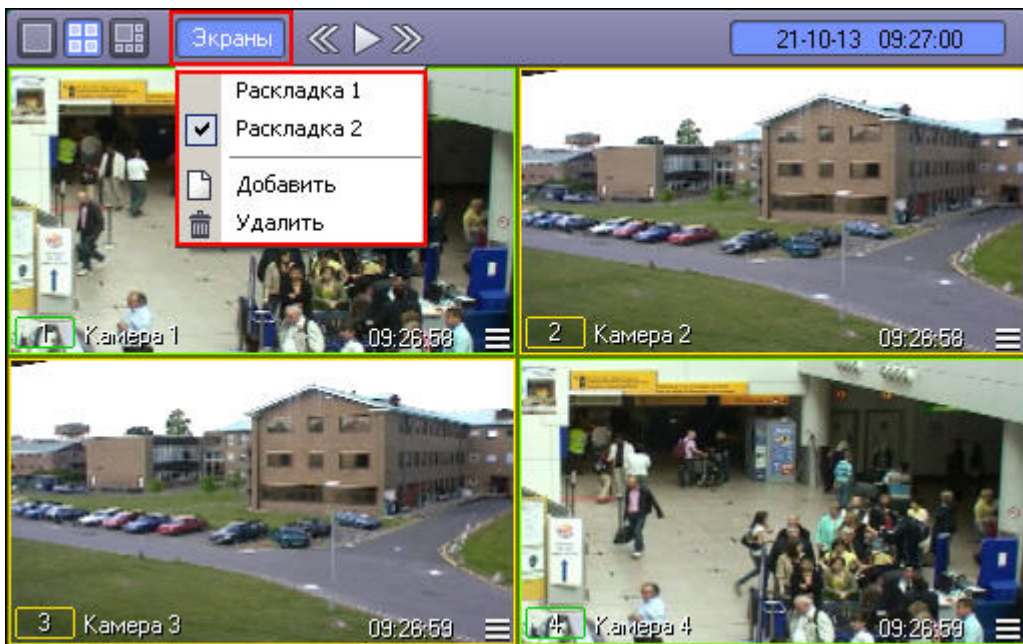 Экраны
21-10-13 09:27:00
Раскладка 1
Раскладка 2
Добавить
Удалить
1 Камера 1 09:26:58
2 Камера 2 09:26:58
3 Камера 3 09:26:59
4 Камера 4 09:26:59